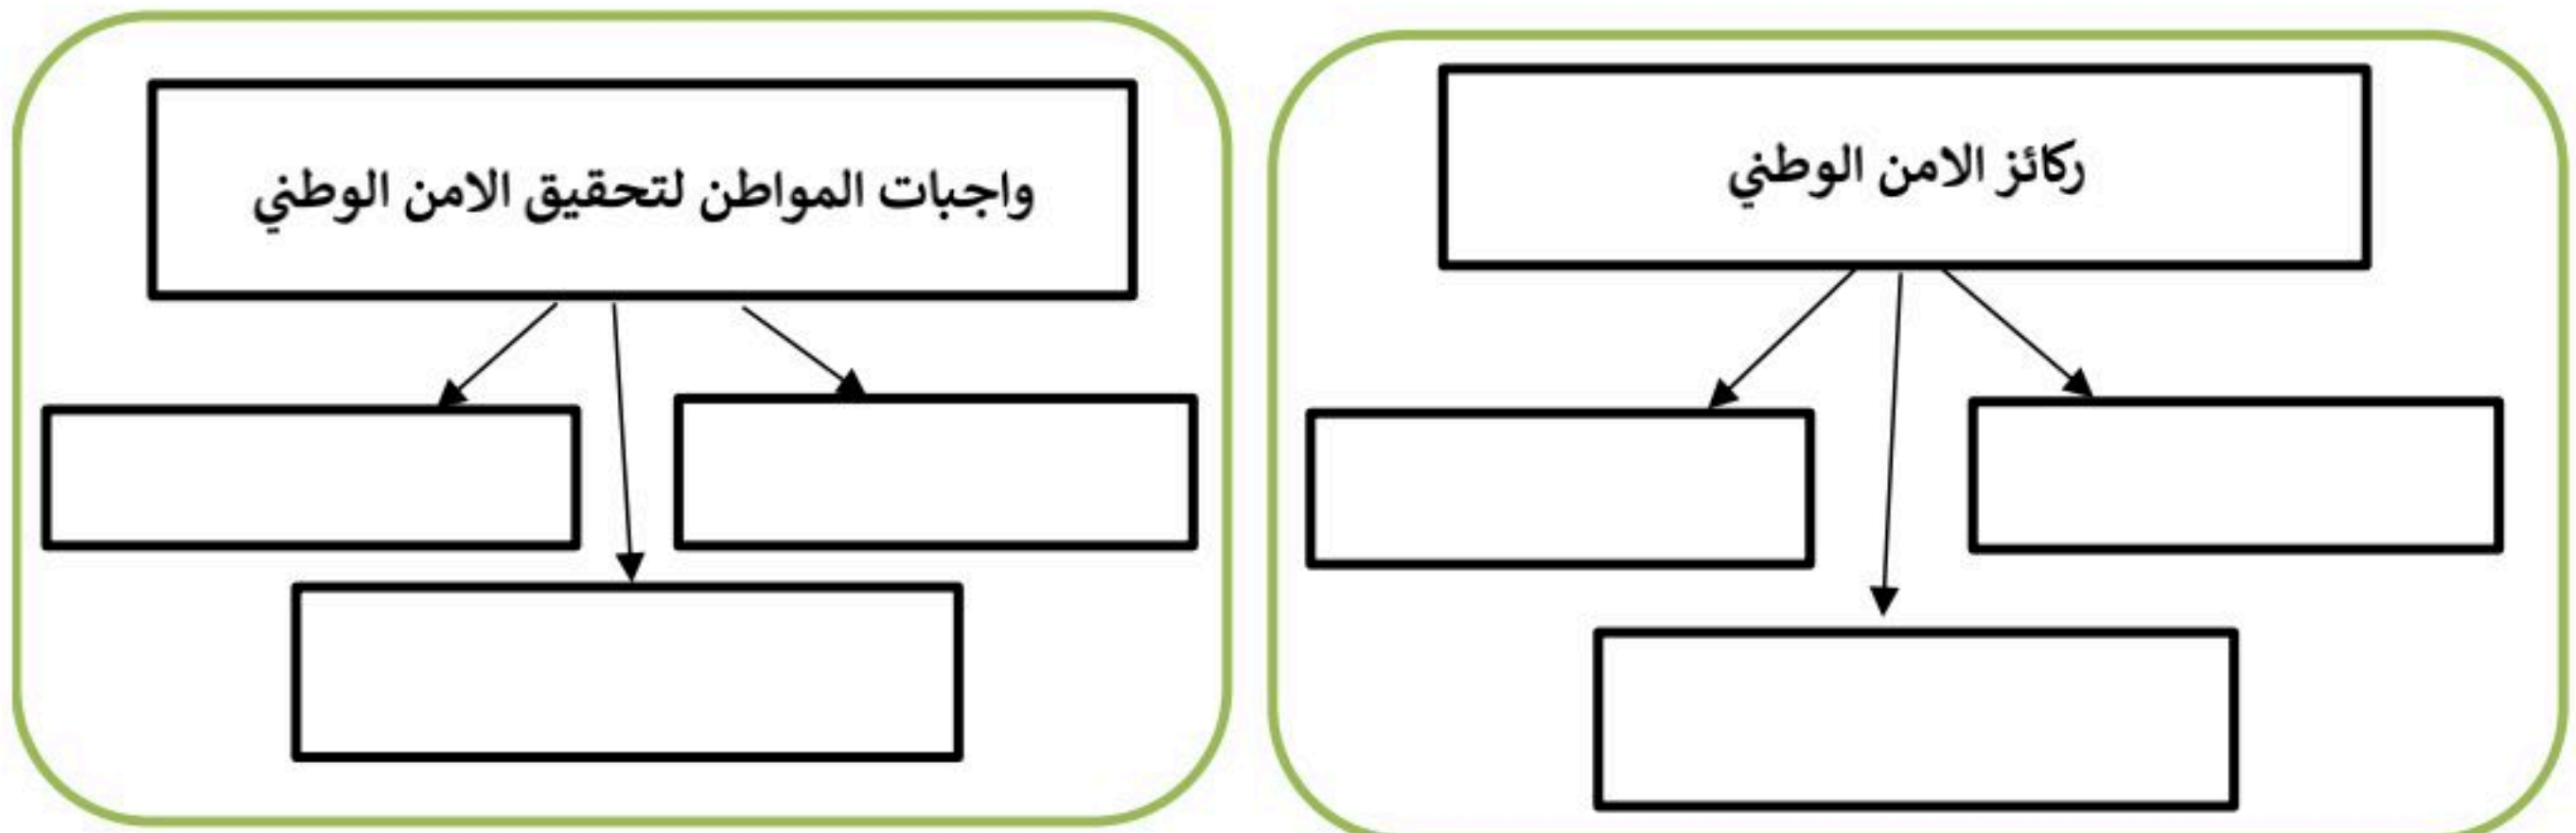 ركائز الامن الوطني
واجبات المواطن لتحقيق الامن الوطني